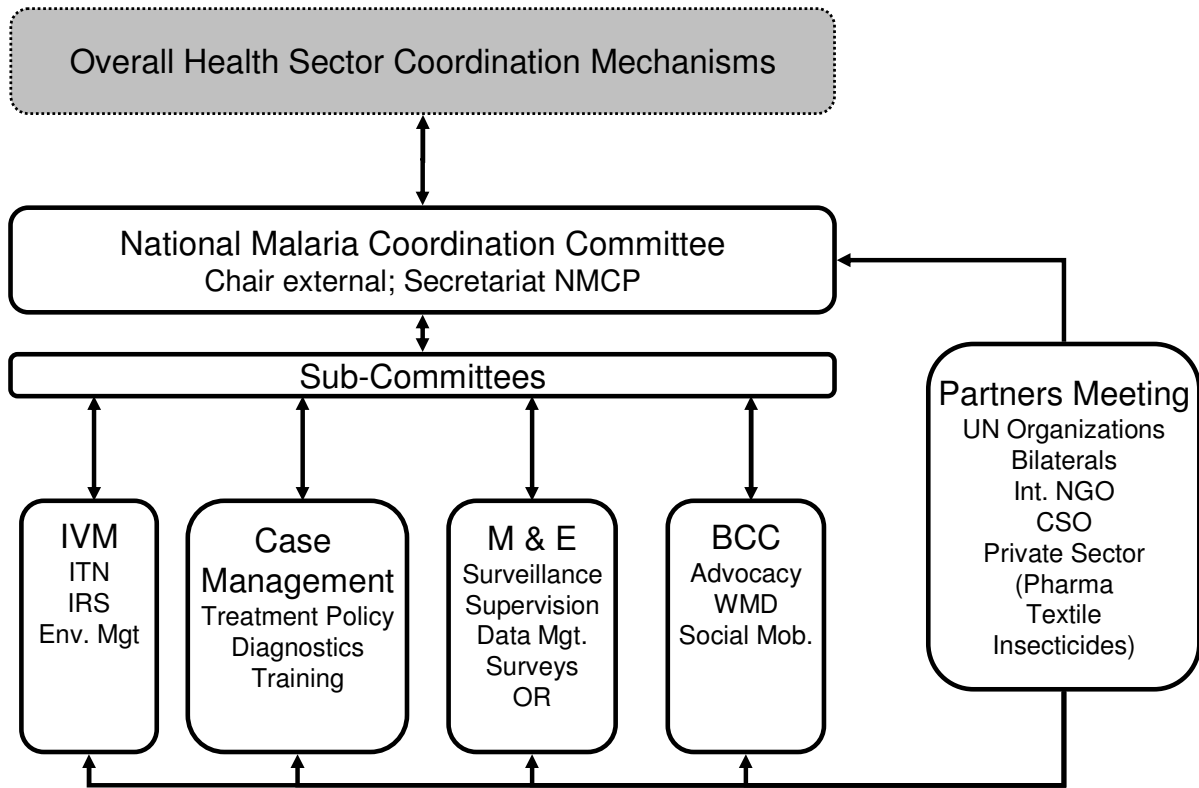 Overall Health Sector Coordination Mechanisms
National Malaria Coordination Committee
Chair external; Secretariat NMCP
Sub-Committees
IVM
ITN
IRS
Env. Mgt
Case
Management
Treatment Policy
Diagnostics
Training
M & E
Surveillance
Supervision
Data Mgt.
Surveys
OR
BCC
Advocacy
WMD
Social Mob.
Partners Meeting
UN Organizations
Bilaterals
Int. NGO
CSO
Private Sector
(Pharma
Textile
Insecticides)